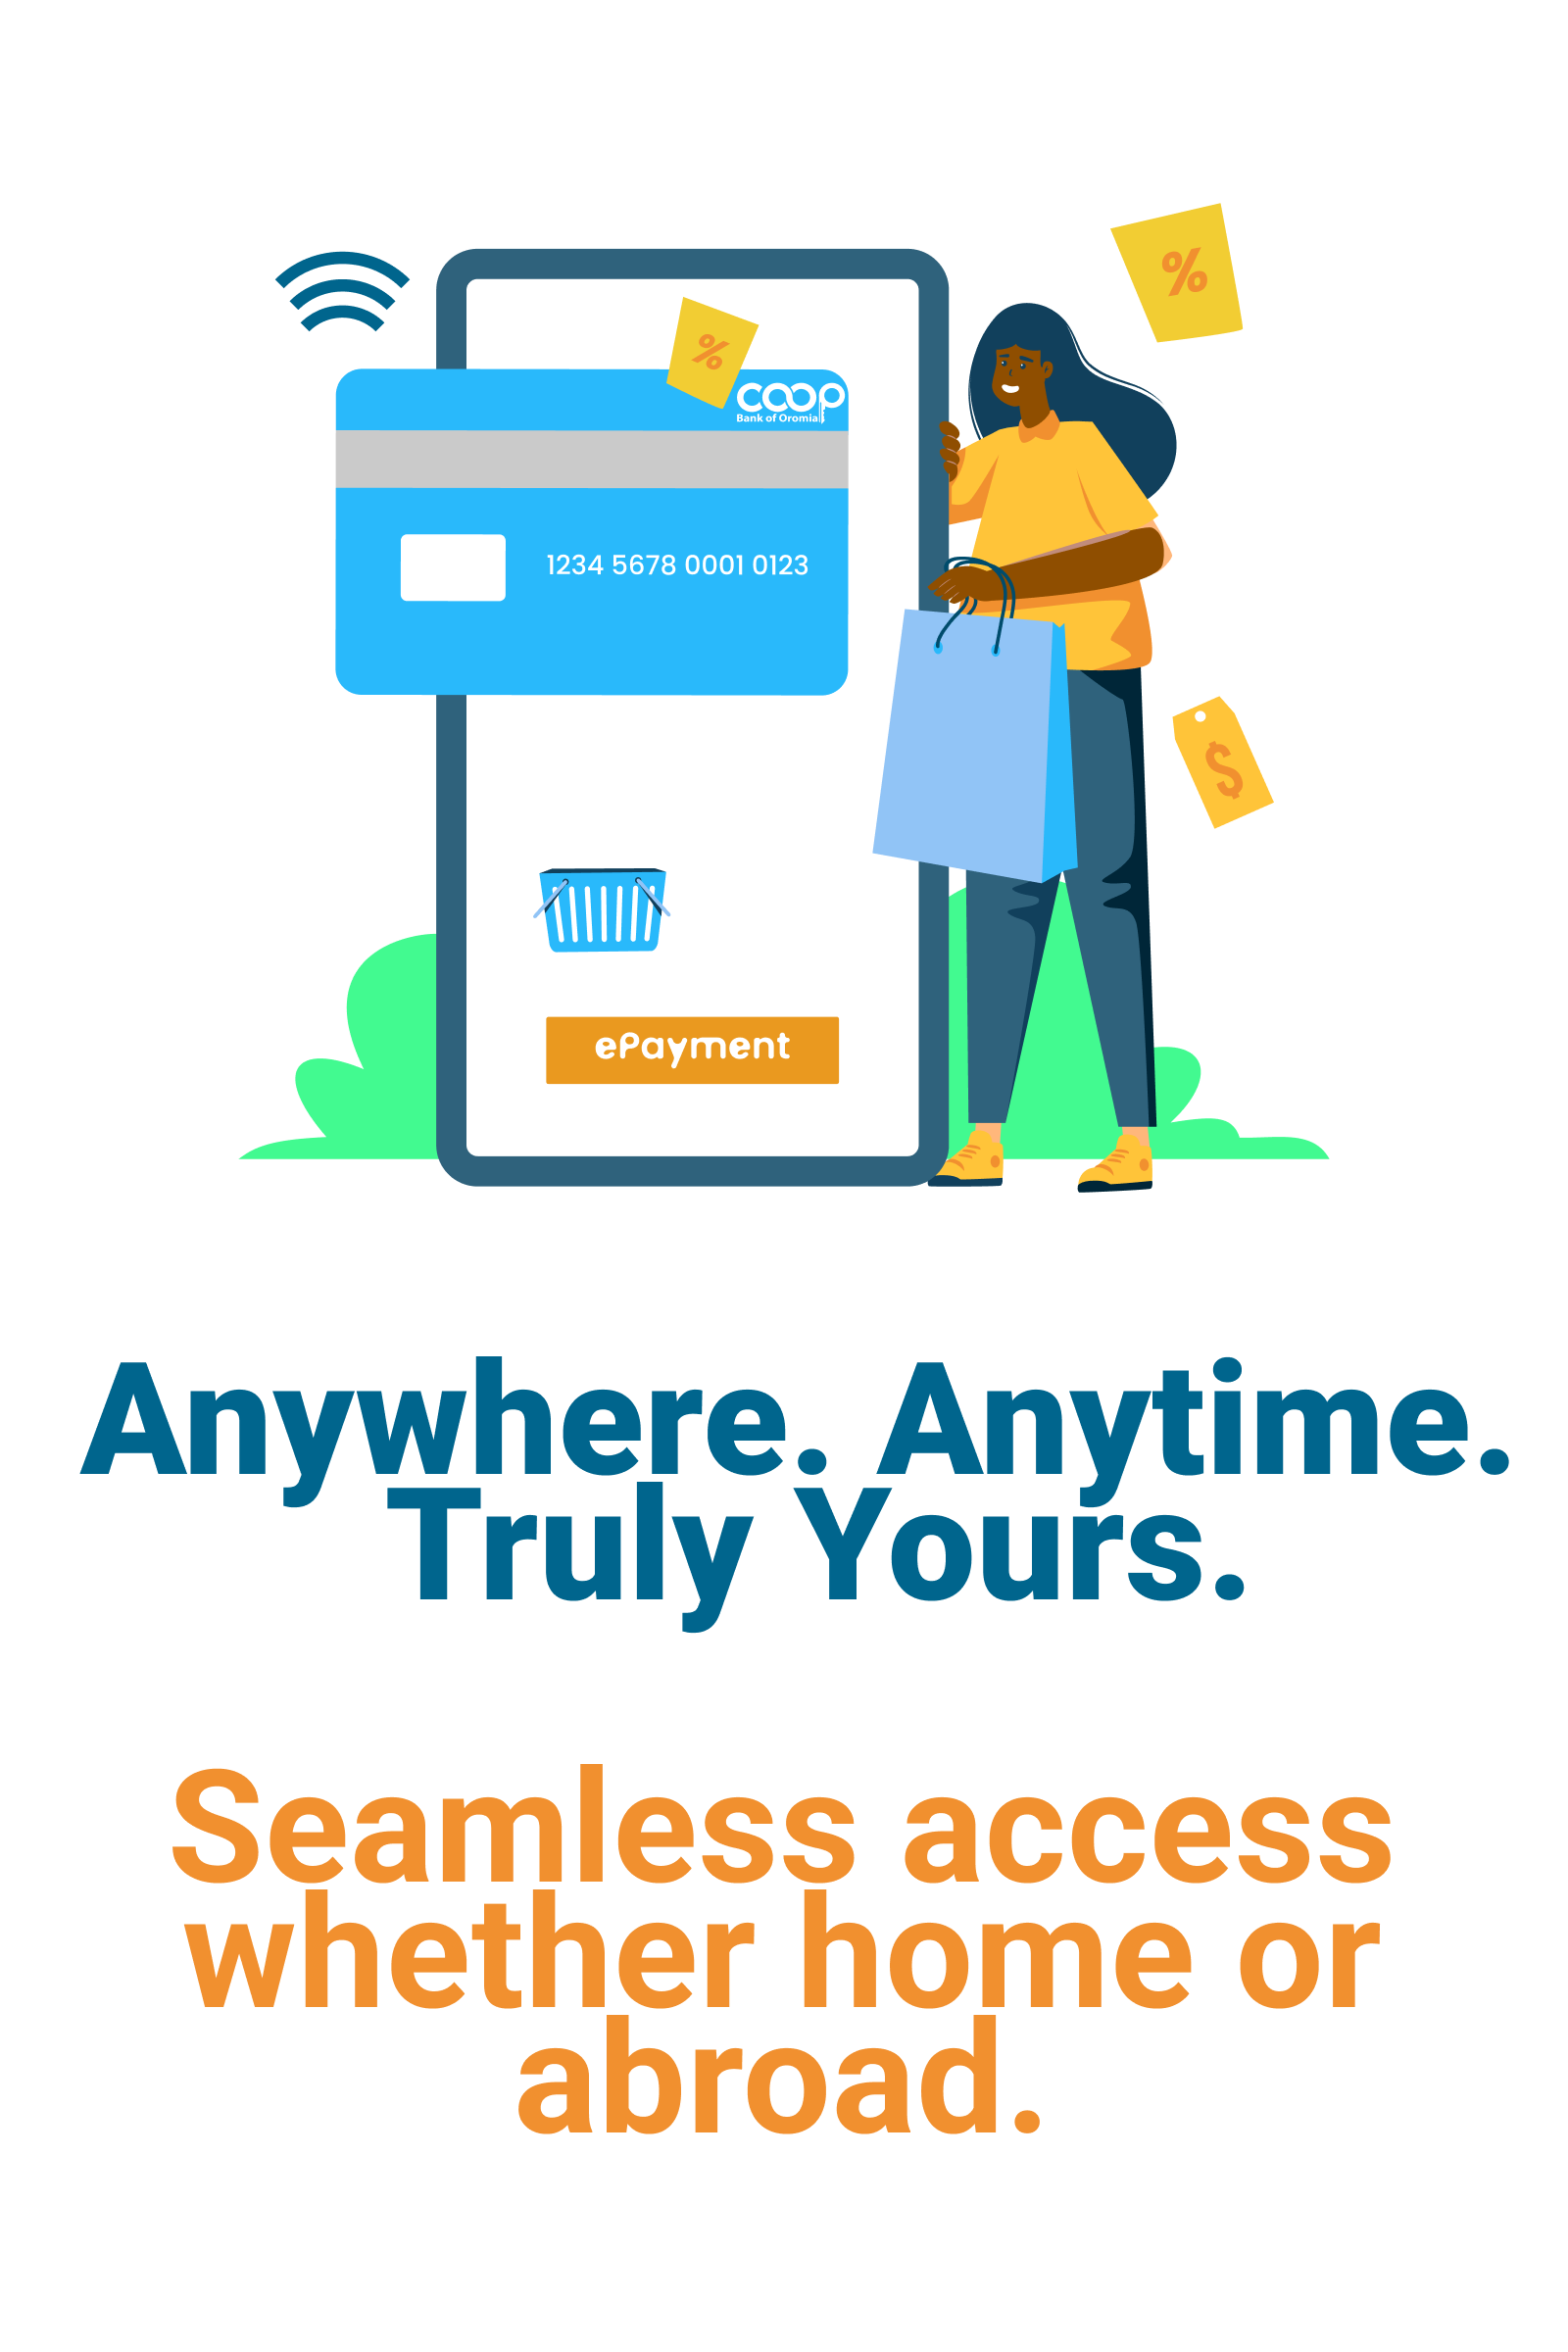 %
%
coop
Bank of Oromia
1234 5678 0001 0123
$
ePayment
Anywhere. Anytime.
Truly Yours.
Seamless access
whether home or
abroad.